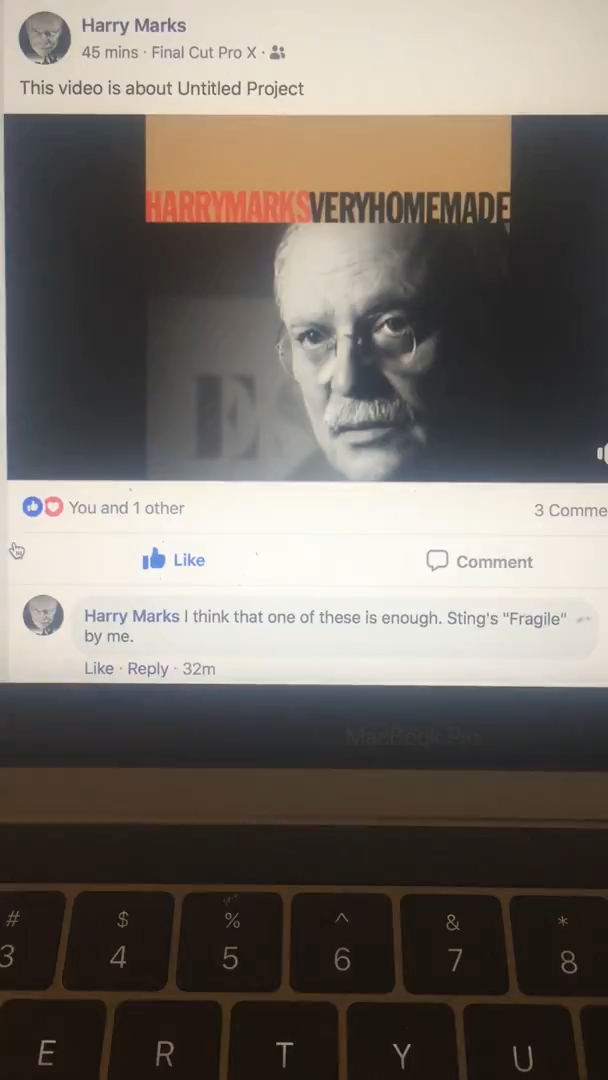 Harry Marks
45 mins · Final Cut Pro X ·
This video is about Untitled Project
HARRYMARKSVERYHOMEMADE
ES
You and 1 other
3 Comme
Like
Comment
Harry Marks I think that one of these is enough. Sting's "Fragile"
by me.
Like · Reply · 32m
MacBook Pro
# $ % ^ & *
3 4 5 6 7 8
E R T Y U